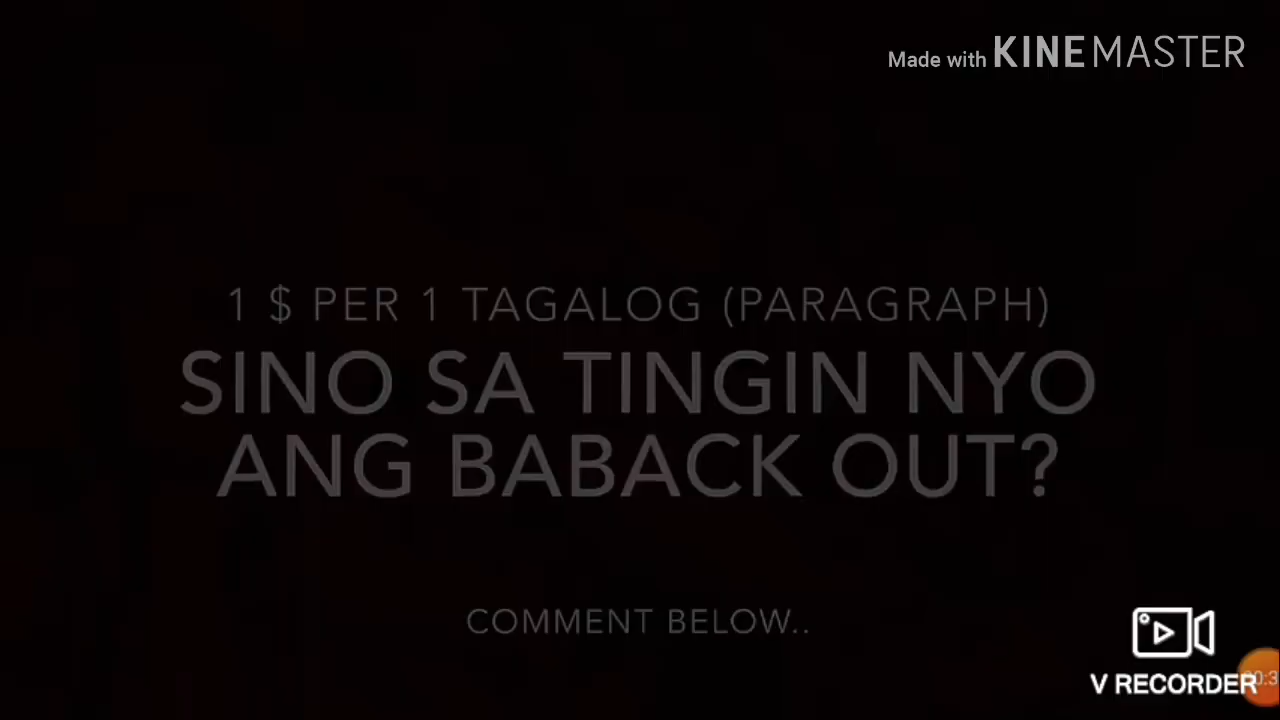 Made with KINEMASTER
1 $ PER 1 TAGALOG (PARAGRAPH)
SINO SA TINGIN NYO
ANG BABACK OUT?
COMMENT BELOW..
V RECORDER